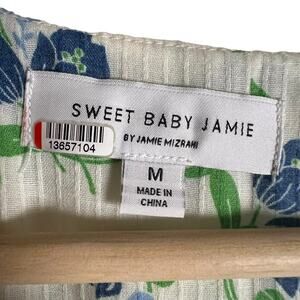 SWEET BABY JAMIE
BY JAMIE MIZRAHI
13657104
M
MADE IN
CHINA